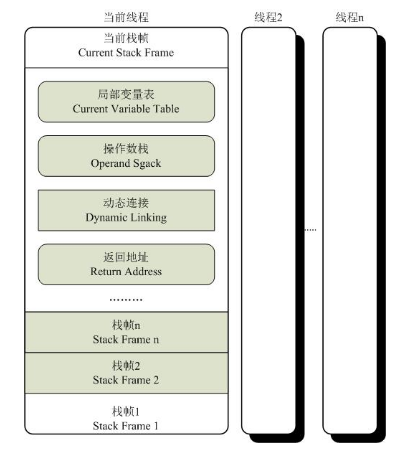 当前线程
线程2
线程n
当前栈帧
Current Stack Frame
局部变量表
Current Variable Table
操作数栈
Operand Sgack
动态连接
Dynamic Linking
返回地址
Return Address
………
栈帧n
Stack Frame n
栈帧2
Stack Frame 2
栈帧1
Stack Frame 1
.....